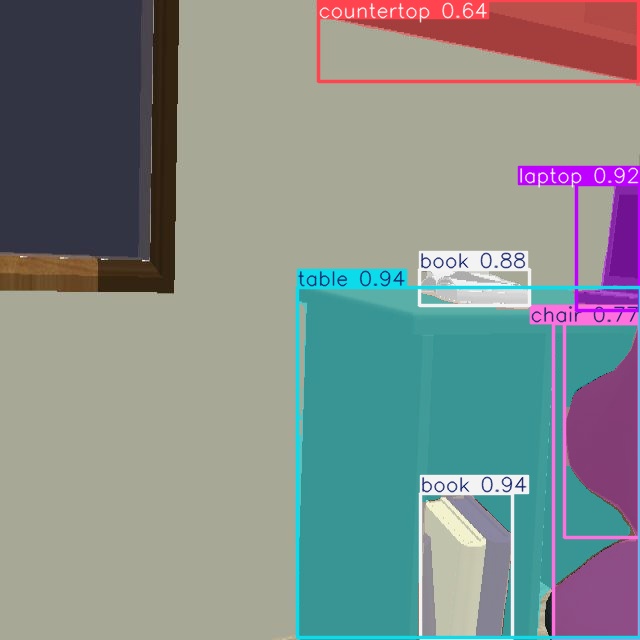 countertop 0.64
laptop 0.92
book 0.88
table 0.94
chair 0.77
book 0.94